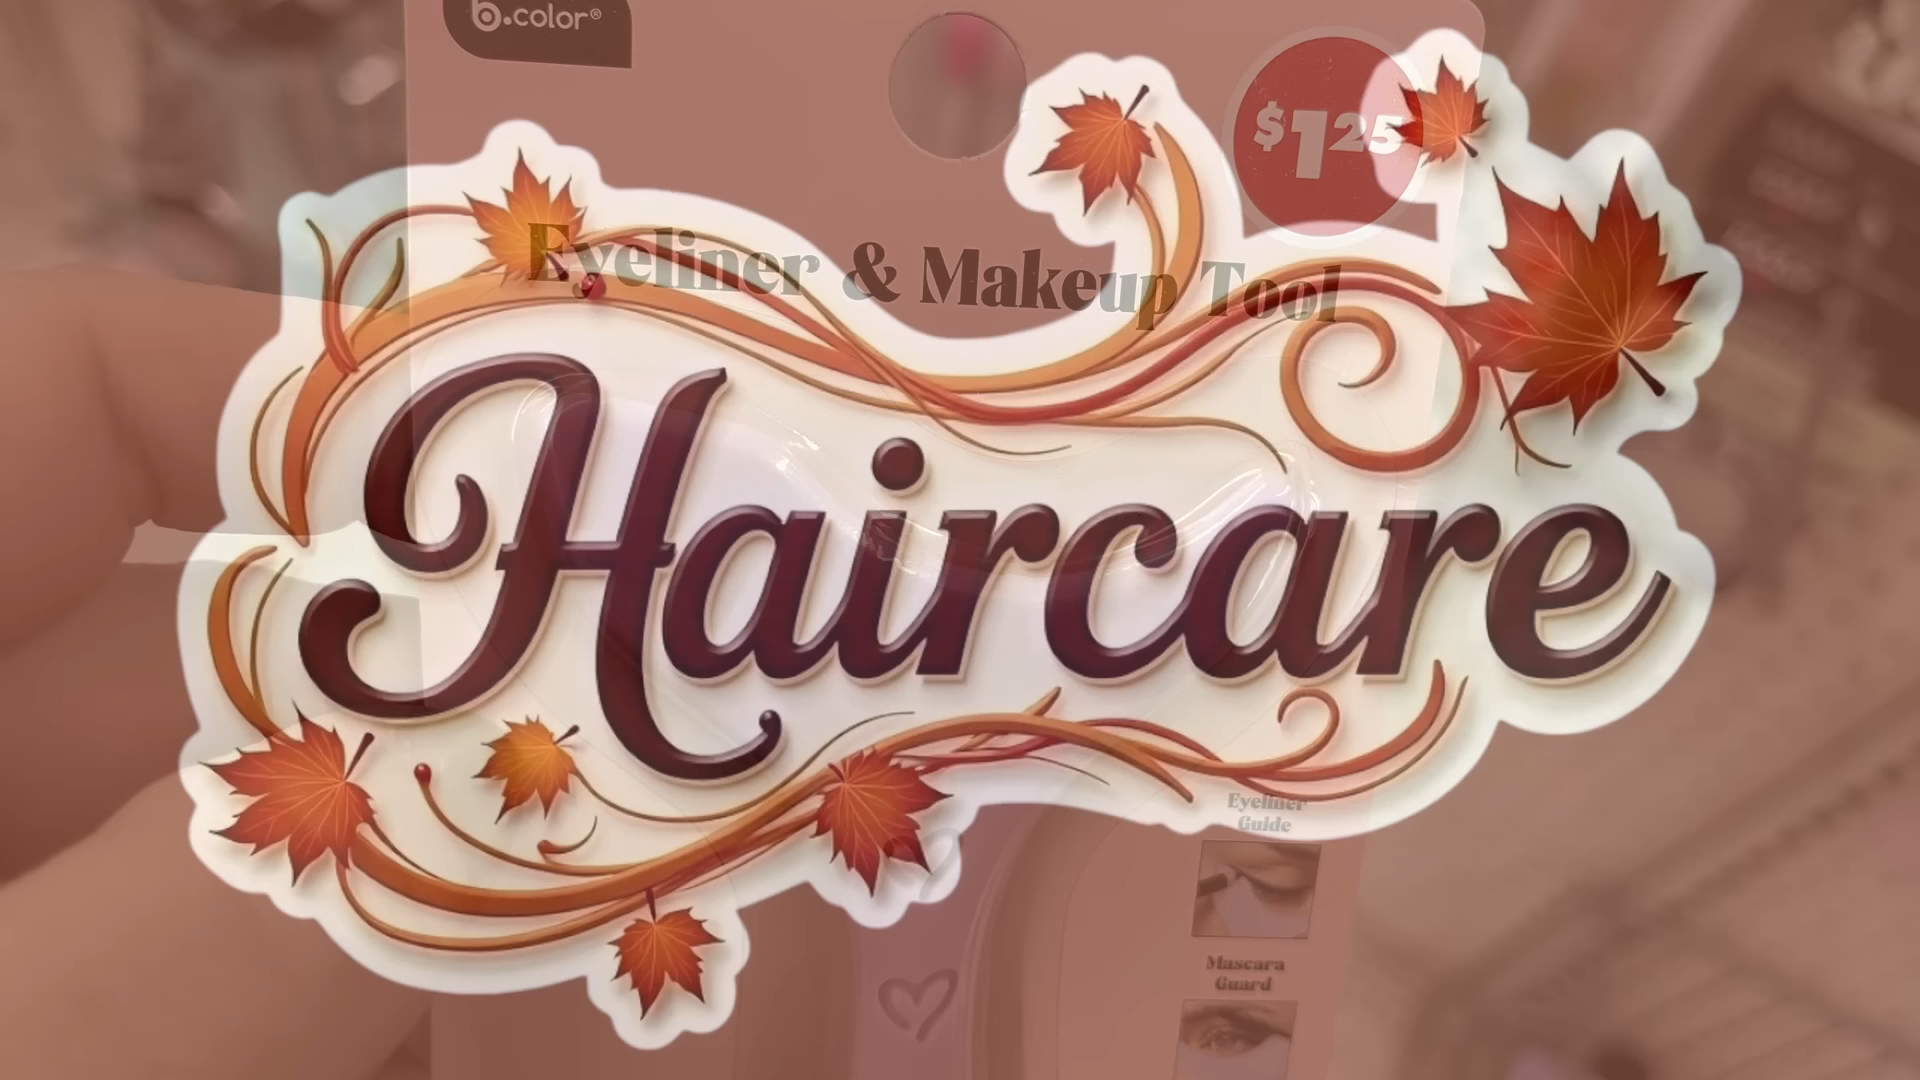 b.color®
$1.25
Eyeliner & Makeup Tool
Haircare
Eyeliner
Guide
Mascara
Guard